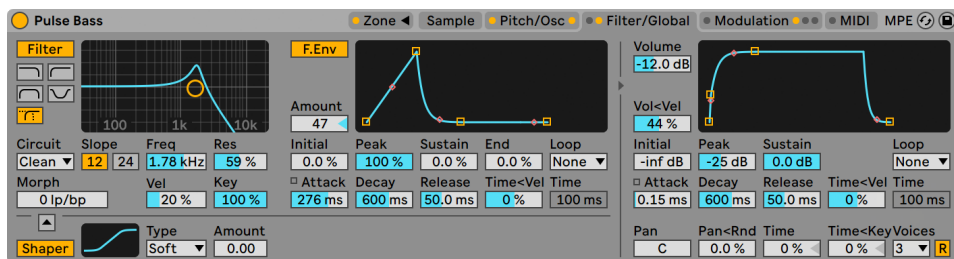 Pulse Bass Zone Sample Pitch/Osc Filter/Global Modulation MIDI MPE
Filter F.Env Volume
-12.0 dB
Amount Vol<Vel
100 1k 10k 47 44 %
Circuit Slope Freq Res Initial Peak Sustain End Loop Initial Peak Sustain Loop
Clean 12 24 1.78 kHz 59 % 0.0 % 100 % 0.0 % 0.0 % None -inf dB -25 dB 0.0 dB None
Morph Vel Key Attack Decay Release Time<Vel Time Attack Decay Release Time<Vel Time
0 lp/bp 20 % 100 % 276 ms 600 ms 50.0 ms 0 % 100 ms 0.15 ms 600 ms 50.0 ms 0 % 100 ms
Type Amount Pan Pan<Rnd Time Time<Key Voices
Shaper Soft 0.00 C 0.0 % 0 % 0 % 3 R